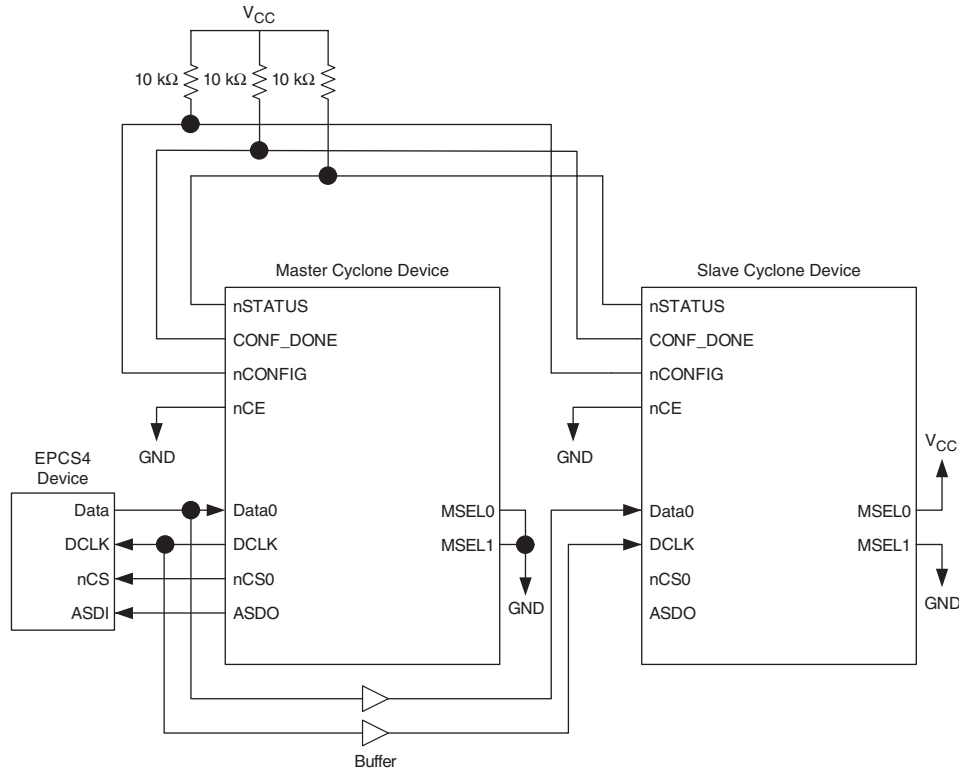 V_CC
10 kΩ 10 kΩ 10 kΩ
Master Cyclone Device
Slave Cyclone Device
nSTATUS
CONF_DONE
nCONFIG
nCE
GND
nSTATUS
CONF_DONE
nCONFIG
nCE
GND
V_CC
EPCS4
Device
Data
DCLK
nCS
ASDI
Data0
DCLK
nCS0
ASDO
MSEL0
MSEL1
GND
Data0
DCLK
nCS0
ASDO
MSEL0
MSEL1
GND
Buffer